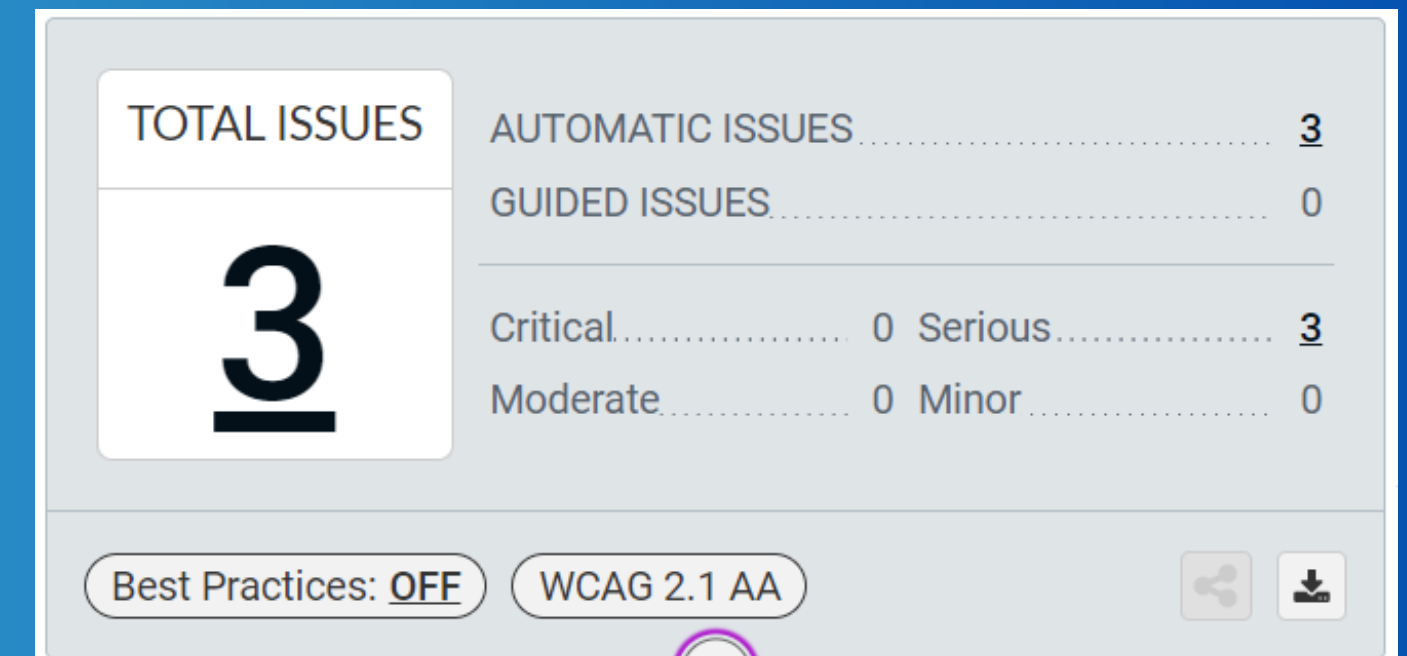 TOTAL ISSUES
3
AUTOMATIC ISSUES 3
GUIDED ISSUES 0
Critical 0 Serious 3
Moderate 0 Minor 0
Best Practices: OFF WCAG 2.1 AA